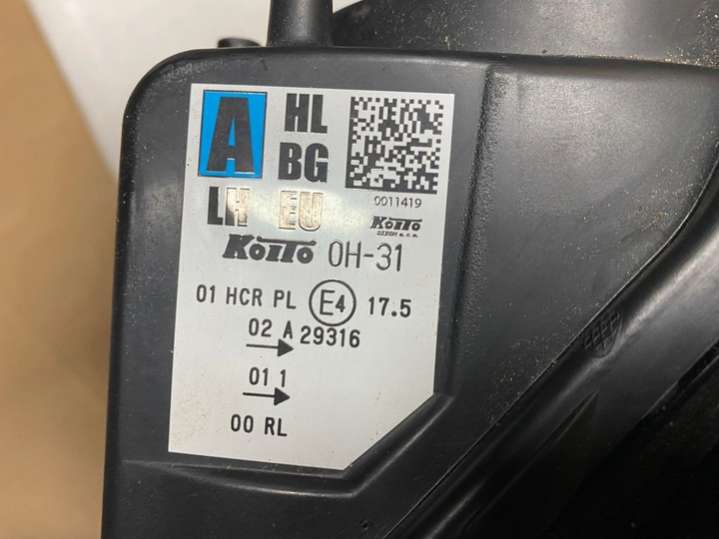 A HL
BG
0011419
LH EU
KOITO
KOITO OH-31
01 HCR PL E4 17.5
02 A 29316
01 1
00 RL